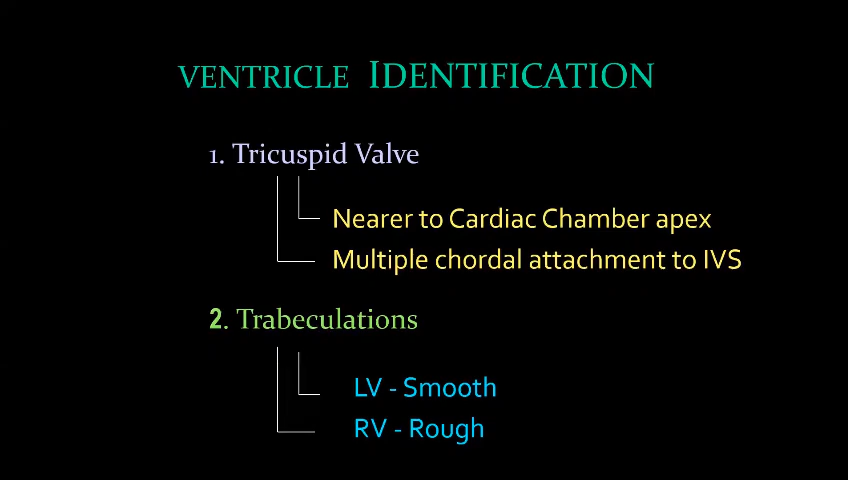 VENTRICLE IDENTIFICATION
1. Tricuspid Valve
Nearer to Cardiac Chamber apex
Multiple chordal attachment to IVS
2. Trabeculations
LV - Smooth
RV - Rough